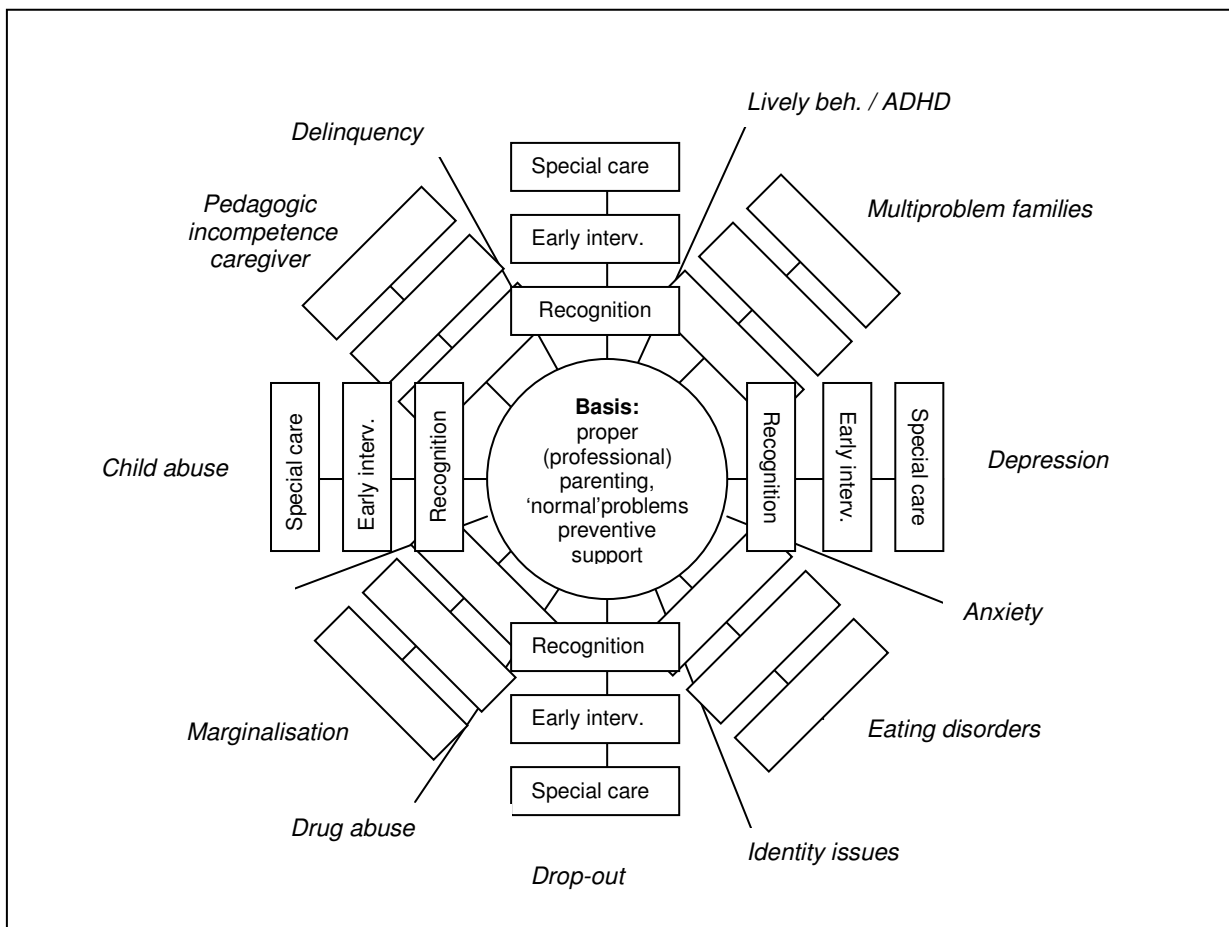 Lively beh. / ADHD
Delinquency
Special care
Pedagogic
incompetence
caregiver
Multiproblem families
Early interv.
Recognition
Basis:
proper
(professional)
parenting,
‘normal’problems
preventive
support
Child abuse
Special care
Early interv.
Recognition
Recognition
Early interv.
Special care
Depression
Anxiety
Recognition
Early interv.
Special care
Marginalisation
Eating disorders
Drug abuse
Identity issues
Drop-out